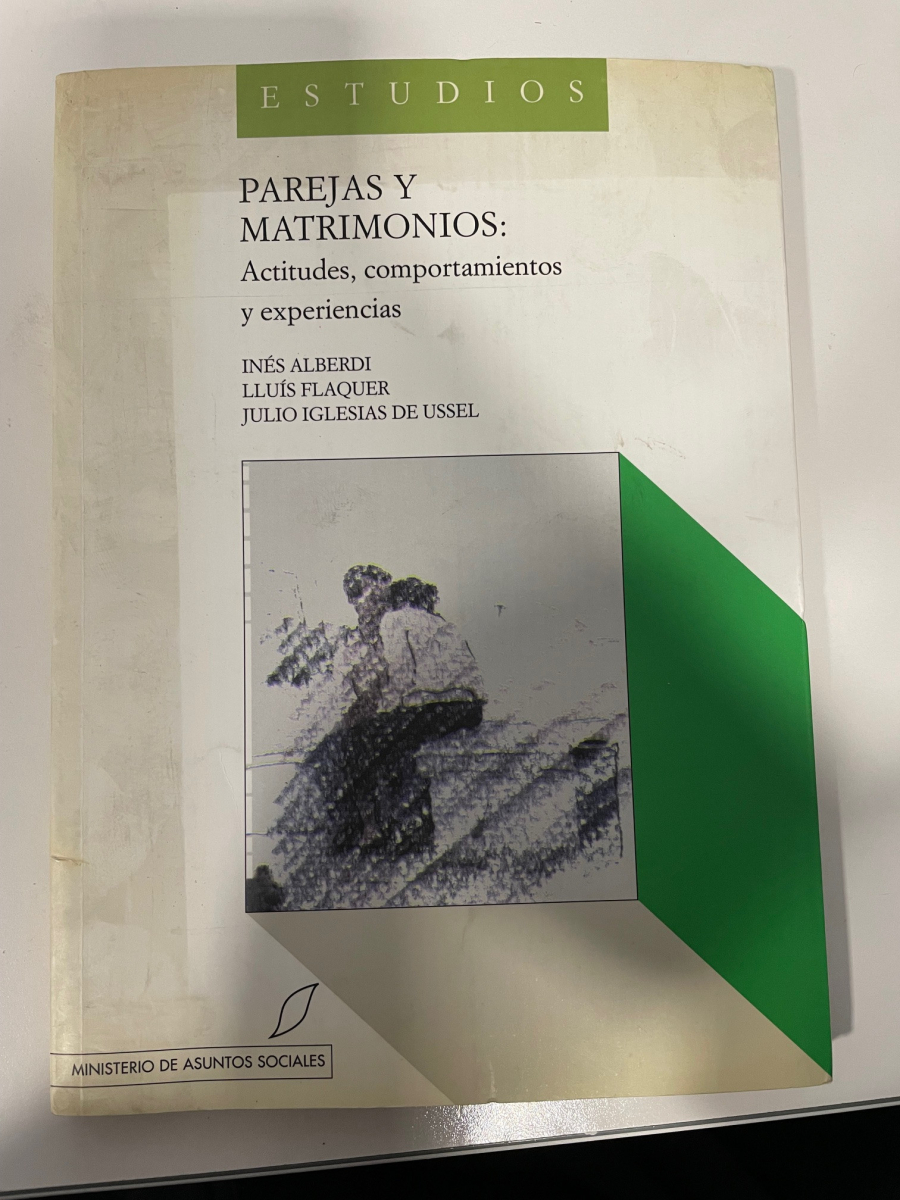 ESTUDIOS
PAREJAS Y
MATRIMONIOS:
Actitudes, comportamientos
y experiencias
INÉS ALBERDI
LLUÍS FLAQUER
JULIO IGLESIAS DE USSEL
MINISTERIO DE ASUNTOS SOCIALES